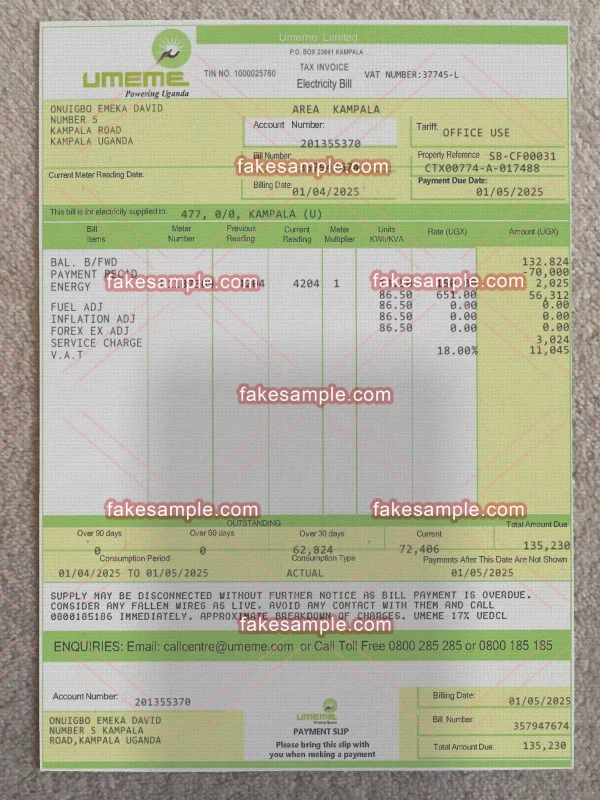 Umeme Limited
P.O. BOX 23841 KAMPALA
TAX INVOICE
TIN NO. 1000025760
VAT NUMBER:37745-L
Electricity Bill
UMEME
Powering Uganda
ONUIGBO EMEKA DAVID
NUMBER 5
KAMPALA ROAD
KAMPALA UGANDA
AREA KAMPALA
Account Number:
201355370
Tariff:
OFFICE USE
Bill Number:
Property Reference SB-CF00031
CTX00774-A-017488
fakesample.com
Current Meter Reading Date:
Billing Date:
01/04/2025
Payment Due Date:
01/05/2025
This bill is for electricity supplied to: 477, 0/0, KAMPALA (U)
Bill Items
Meter Number
Previous Reading
Current Reading
Meter Multiplier
Units KWH/KVA
Rate (UGX)
Amount (UGX)
BAL. B/FWD 132.824
PAYMENT -70,000
ENERGY 4204 1 2,025
86.50 651.00 56,312
fakesample.com fakesample.com
FUEL ADJ 86.50 0.00 0.00
INFLATION ADJ 86.50 0.00 0.00
FOREX EX ADJ 86.50 0.00 0.00
SERVICE CHARGE 3,024
V.A.T 18.00% 11,045
fakesample.com
fakesample.com fakesample.com
OUTSTANDING
Over 90 days
Over 60 days
Over 30 days
Current
Total Amount Due
0 0 62,824 72,406 135,230
Consumption Period
Consumption Type
Payments After This Date Are Not Shown
01/04/2025 TO 01/05/2025 ACTUAL 01/05/2025
SUPPLY MAY BE DISCONNECTED WITHOUT FURTHER NOTICE AS BILL PAYMENT IS OVERDUE.
CONSIDER ANY FALLEN WIRES AS LIVE. AVOID ANY CONTACT WITH THEM AND CALL
0800185186 IMMEDIATELY. APPROXIMATE BREAKDOWN OF CHARGES. UMEME 17% UEDCL
fakesample.com
ENQUIRIES: Email: callcentre@umeme.com or Call Toll Free 0800 285 285 or 0800 185 185
Account Number:
201355370
ONUIGBO EMEKA DAVID
NUMBER 5 KAMPALA
ROAD,KAMPALA UGANDA
UMEME
Powering Uganda
PAYMENT SLIP
Please bring this slip with
you when making a payment
Billing Date: 01/05/2025
Bill Number: 357947674
Total Amount Due: 135,230